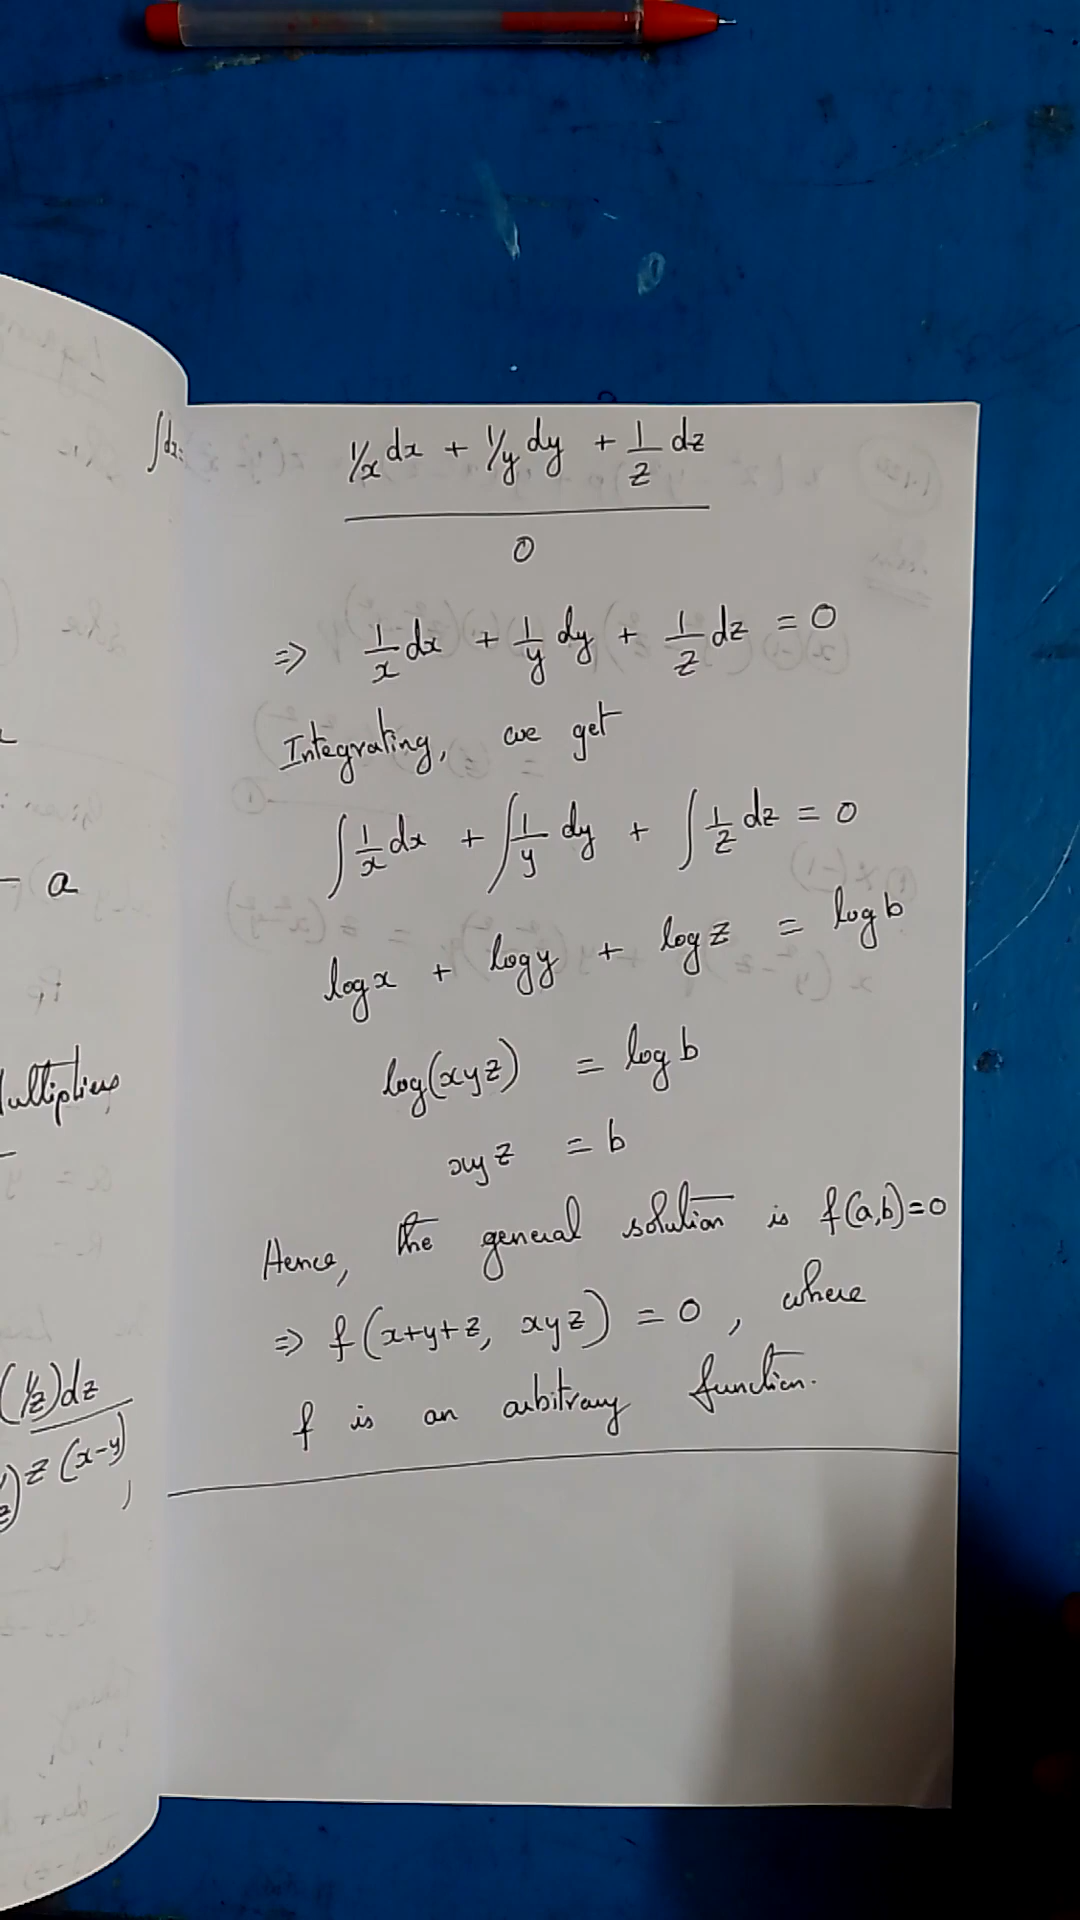 ∫dx =
1/x dx + 1/y dy + 1/z dz
0
⇒ 1/x dx + 1/y dy + 1/z dz = 0
Integrating, we get
∫ 1/x dx + ∫ 1/y dy + ∫ 1/z dz = 0
log x + log y + log z = log b
log(xyz) = log b
xyz = b
Hence, the general solution is f(a,b)=0
⇒ f(x+y+z, xyz) = 0, where
f is an arbitrary function.
a
Multipliers
(1/z)dz
z(x-y),